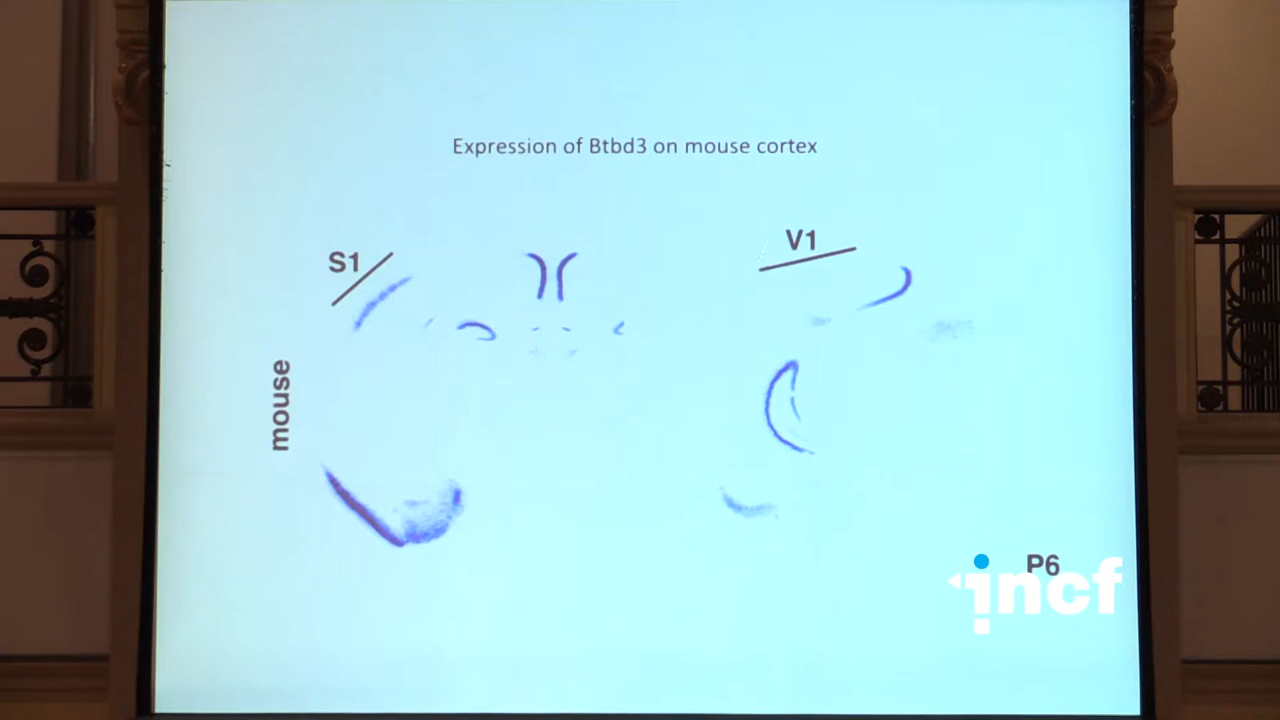 Expression of Btbd3 on mouse cortex
S1
V1
mouse
P6
incf